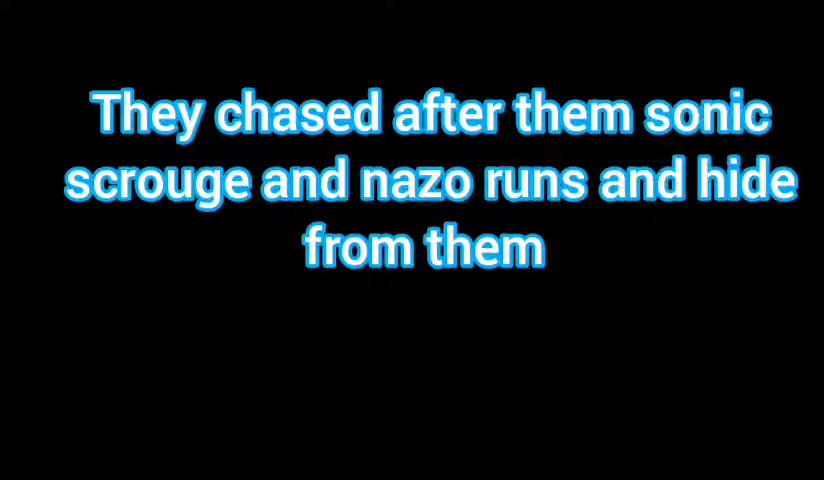 They chased after them sonic
scrouge and nazo runs and hide
from them